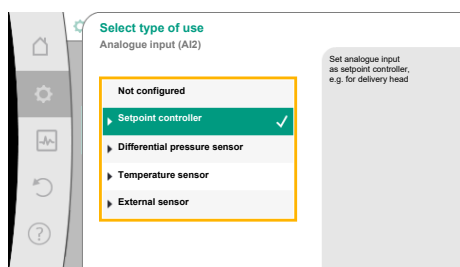 Select type of use
Analogue input (AI2)
Not configured
Setpoint controller
Differential pressure sensor
Temperature sensor
External sensor
Set analogue input
as setpoint controller,
e.g. for delivery head
?